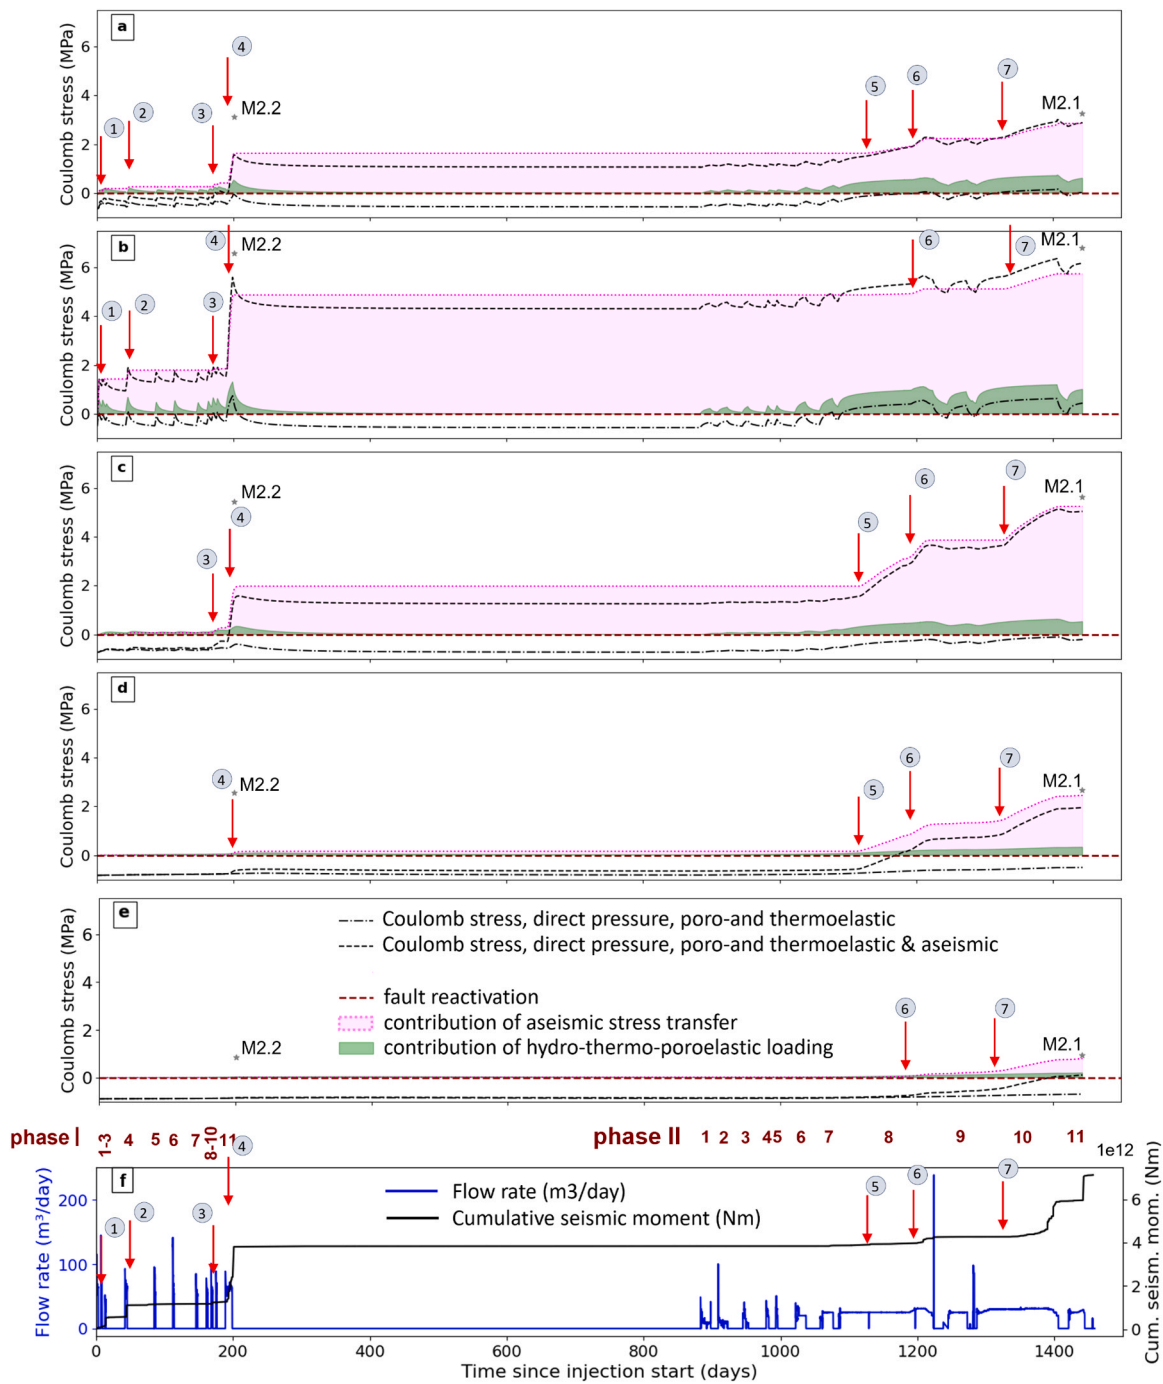 a
Coulomb stress (MPa)
6
4
2
0
1
2
3
4
M2.2
5
6
7
M2.1
b
Coulomb stress (MPa)
6
4
2
0
1
2
3
4
M2.2
6
7
M2.1
c
Coulomb stress (MPa)
6
4
2
0
3
4
M2.2
5
6
7
M2.1
d
Coulomb stress (MPa)
6
4
2
0
4
M2.2
5
6
7
M2.1
e
Coulomb stress (MPa)
6
4
2
0
Coulomb stress, direct pressure, poro-and thermoelastic
Coulomb stress, direct pressure, poro-and thermoelastic & aseismic
fault reactivation
contribution of aseismic stress transfer
contribution of hydro-thermo-poroelastic loading
M2.2
6
7
M2.1
phase I 1-3 4 5 6 7 8-10 11 4
phase II 1 2 3 4 5 6 7 8 9 10 11
1e12
f
Flow rate (m³/day)
200
100
0
1
2
3
Flow rate (m3/day)
Cumulative seismic moment (Nm)
5
6
7
6
4
2
0
Cum. seism. mom. (Nm)
0 200 400 600 800 1000 1200 1400
Time since injection start (days)